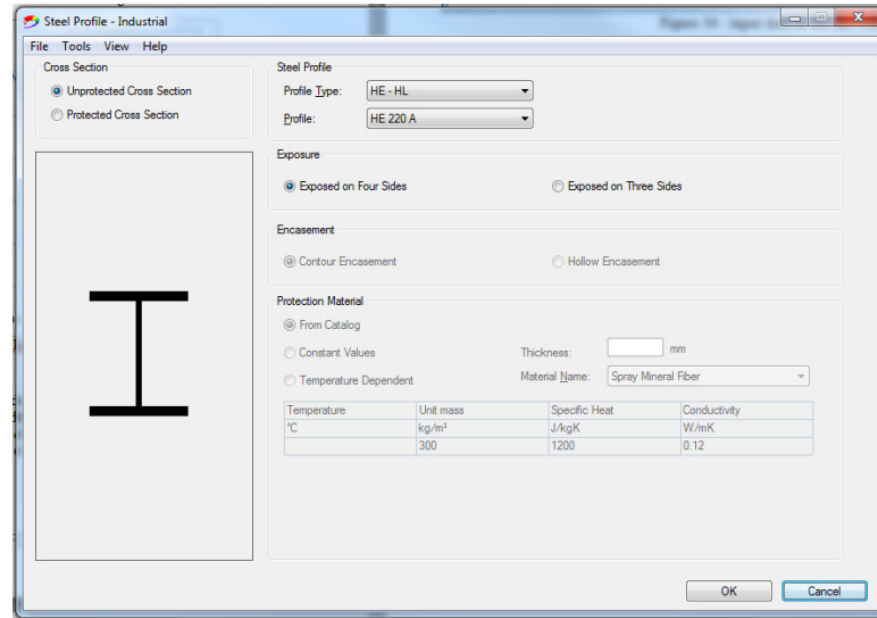 Steel Profile - Industrial
File Tools View Help
Cross Section
Unprotected Cross Section
Protected Cross Section
Steel Profile
Profile Type: HE - HL
Profile: HE 220 A
Exposure
Exposed on Four Sides Exposed on Three Sides
Encasement
Contour Encasement Hollow Encasement
Protection Material
From Catalog
Constant Values Thickness: mm
Temperature Dependent Material Name: Spray Mineral Fiber
Temperature Unit mass Specific Heat Conductivity
°C kg/m³ J/kgK W/mK
300 1200 0.12
OK Cancel